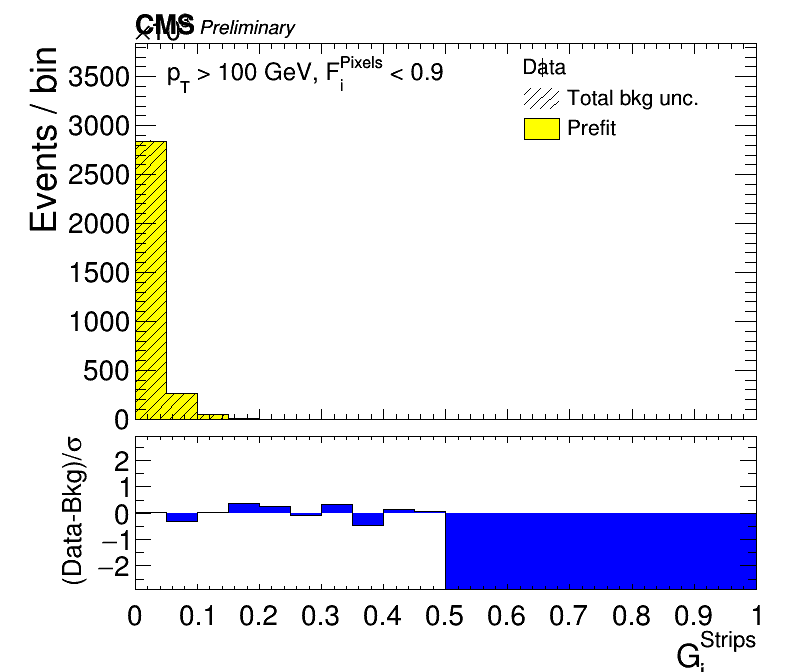 CMS Preliminary
×10³
p_T > 100 GeV, F_i^Pixels < 0.9
Data
Total bkg unc.
Prefit
Events / bin
3500
3000
2500
2000
1500
1000
500
0
(Data-Bkg)/σ
2
1
0
−1
−2
0 0.1 0.2 0.3 0.4 0.5 0.6 0.7 0.8 0.9 1
G_i^Strips